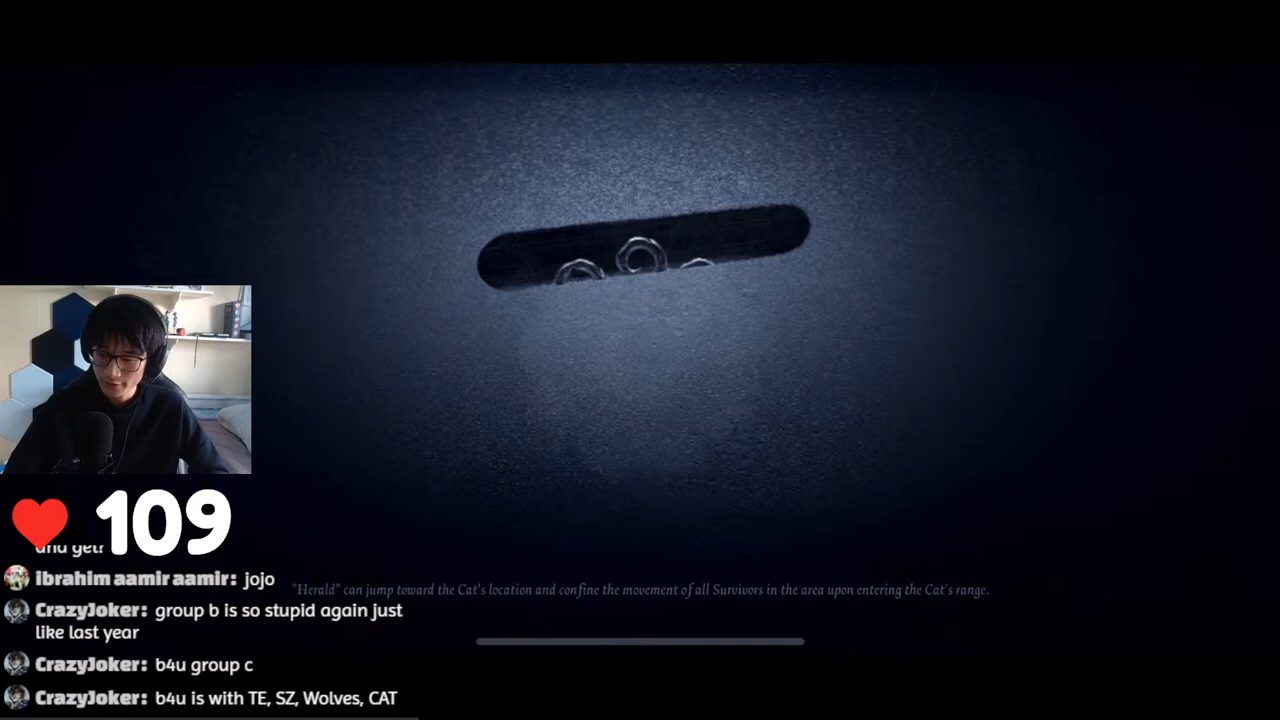 109
and yet?
ibrahim aamir aamir: jojo
"Herald" can jump toward the Cat's location and confine the movement of all Survivors in the area upon entering the Cat's range.
CrazyJoker: group b is so stupid again just
like last year
CrazyJoker: b4u group c
CrazyJoker: b4u is with TE, SZ, Wolves, CAT